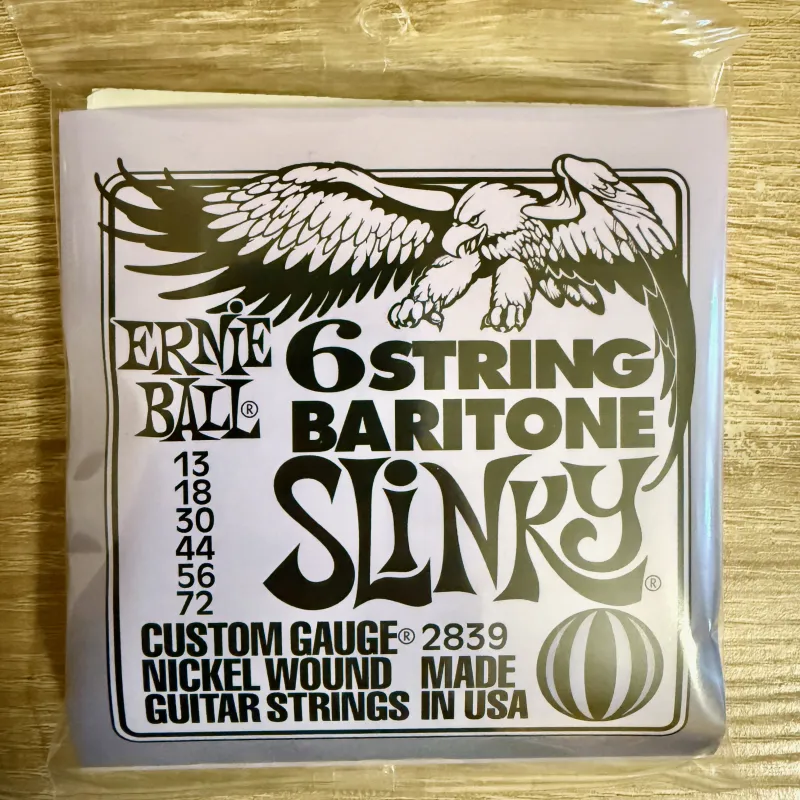 ERNiE
BALL®
6 STRING
BARITONE
SLiNKY®
13
18
30
44
56
72
CUSTOM GAUGE® 2839
NICKEL WOUND MADE
GUITAR STRINGS IN USA